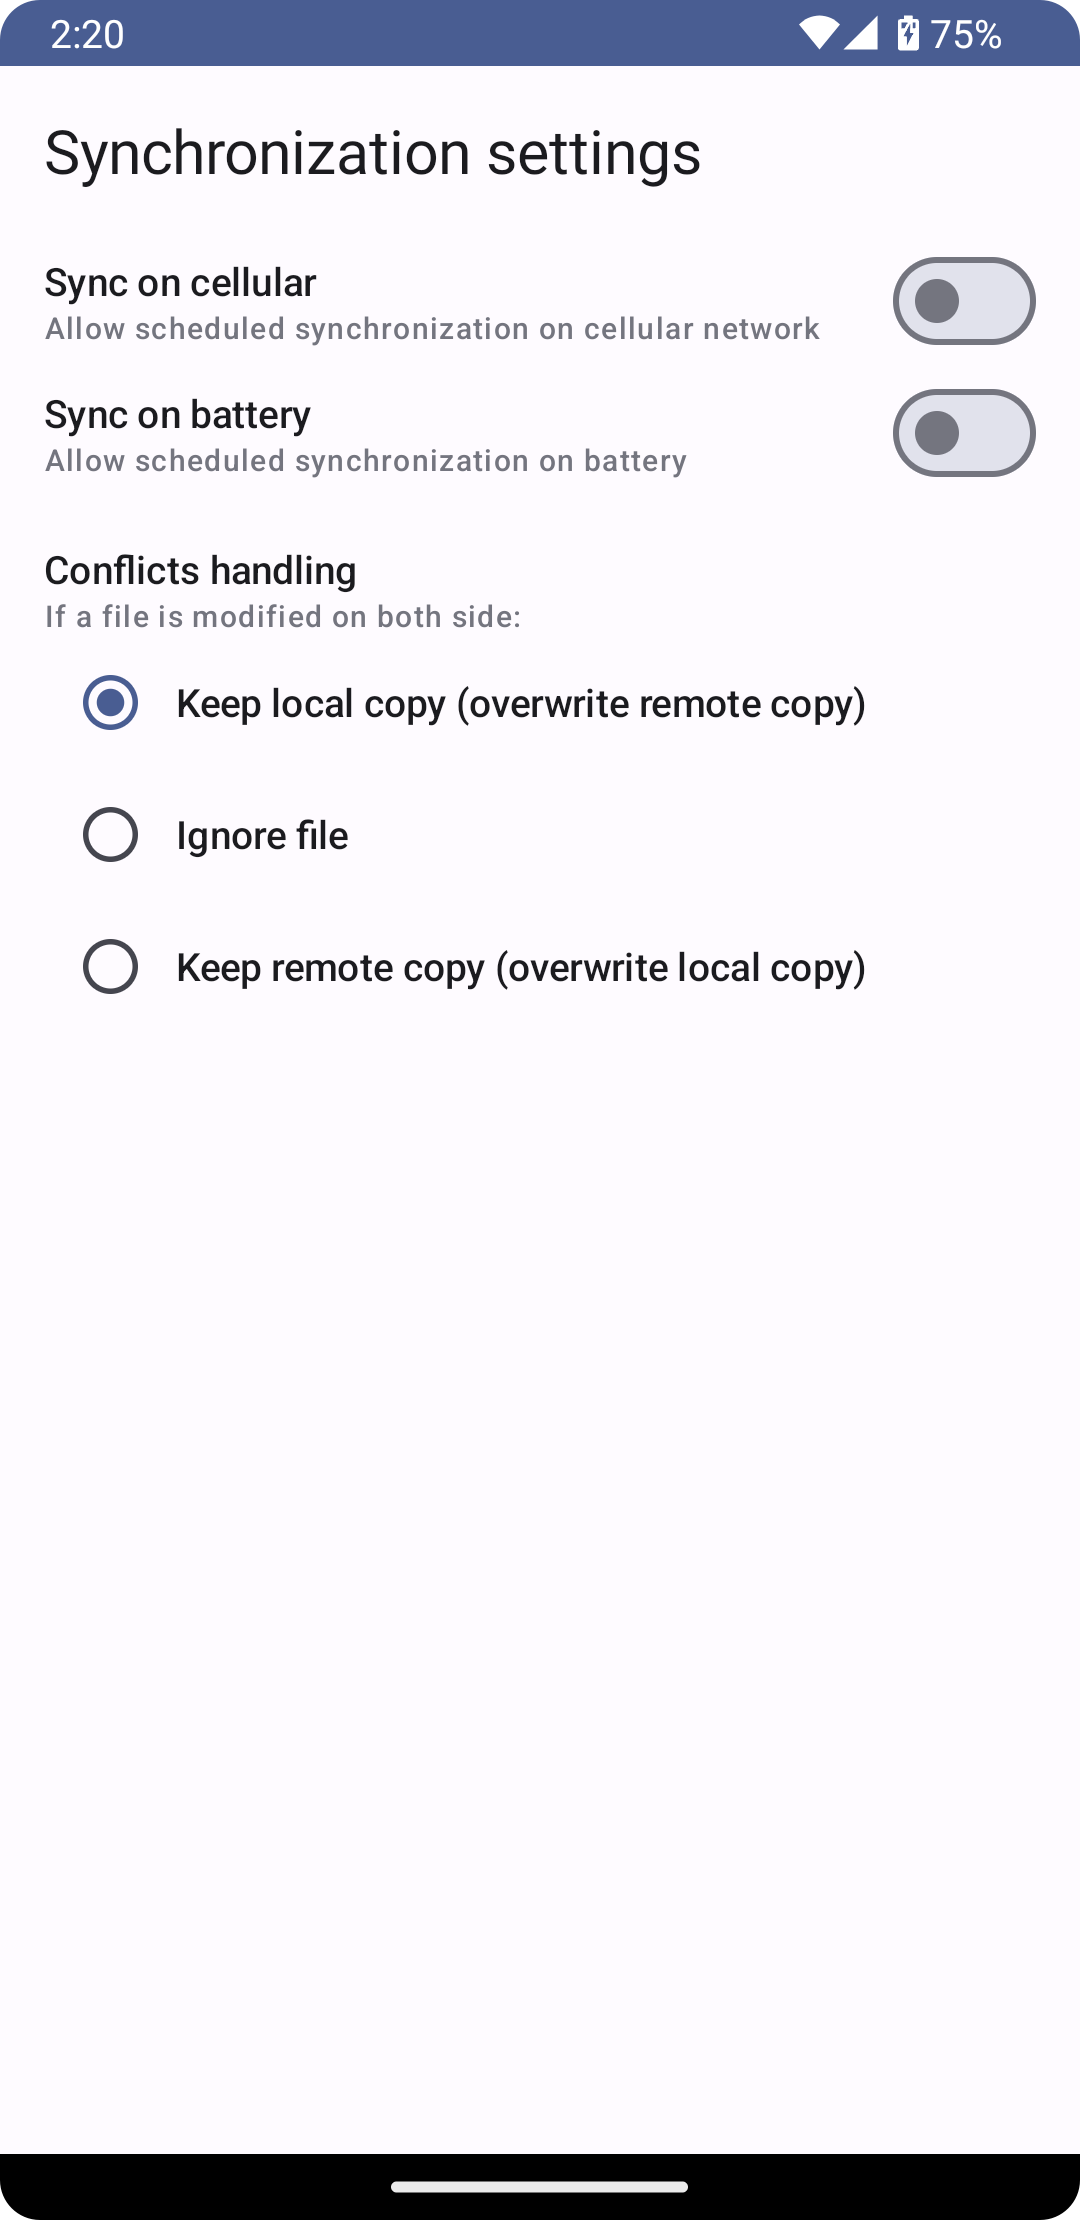 2:20
75%
Synchronization settings
Sync on cellular
Allow scheduled synchronization on cellular network
Sync on battery
Allow scheduled synchronization on battery
Conflicts handling
If a file is modified on both side:
Keep local copy (overwrite remote copy)
Ignore file
Keep remote copy (overwrite local copy)